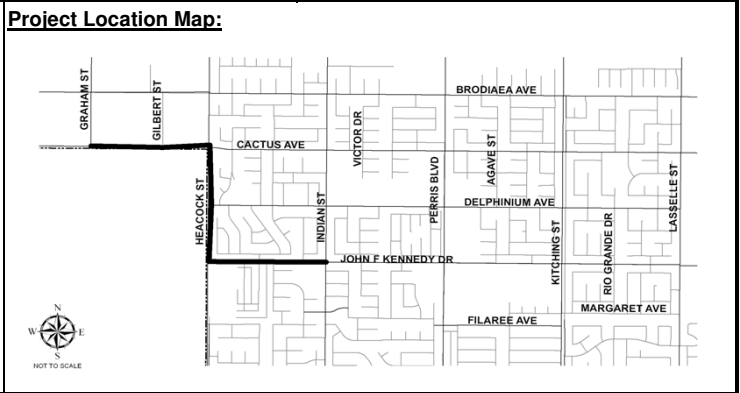 Project Location Map:
GRAHAM ST
GILBERT ST
BRODIAEA AVE
CACTUS AVE
VICTOR DR
AGAVE ST
PERRIS BLVD
LASSELLE ST
HEACOCK ST
INDIAN ST
DELPHINIUM AVE
KITCHING ST
RIO GRANDE DR
JOHN F KENNEDY DR
MARGARET AVE
FILAREE AVE
N
W
E
S
NOT TO SCALE